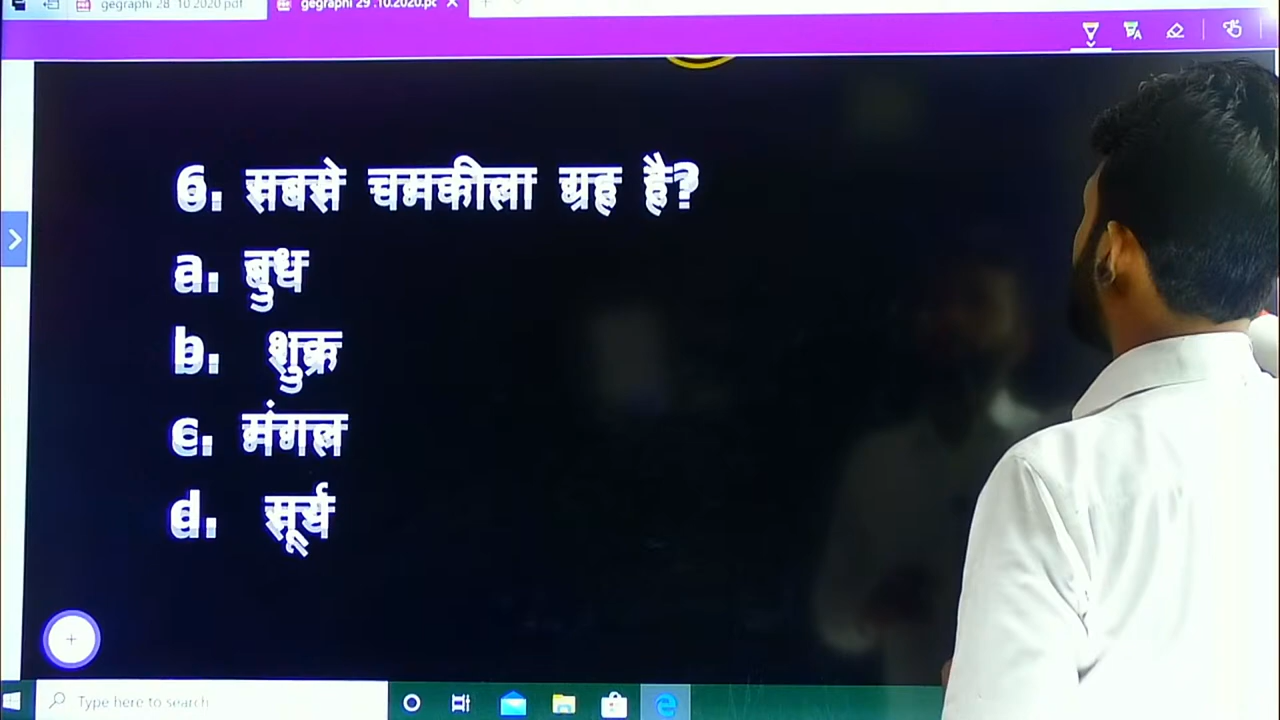 gegraphi 28 10 2020 pdf
gegraphi 29 .10.2020.pc
6. सबसे चमकीला ग्रह है?
a. बुध
b. शुक्र
c. मंगल
d. सूर्य
Type here to search